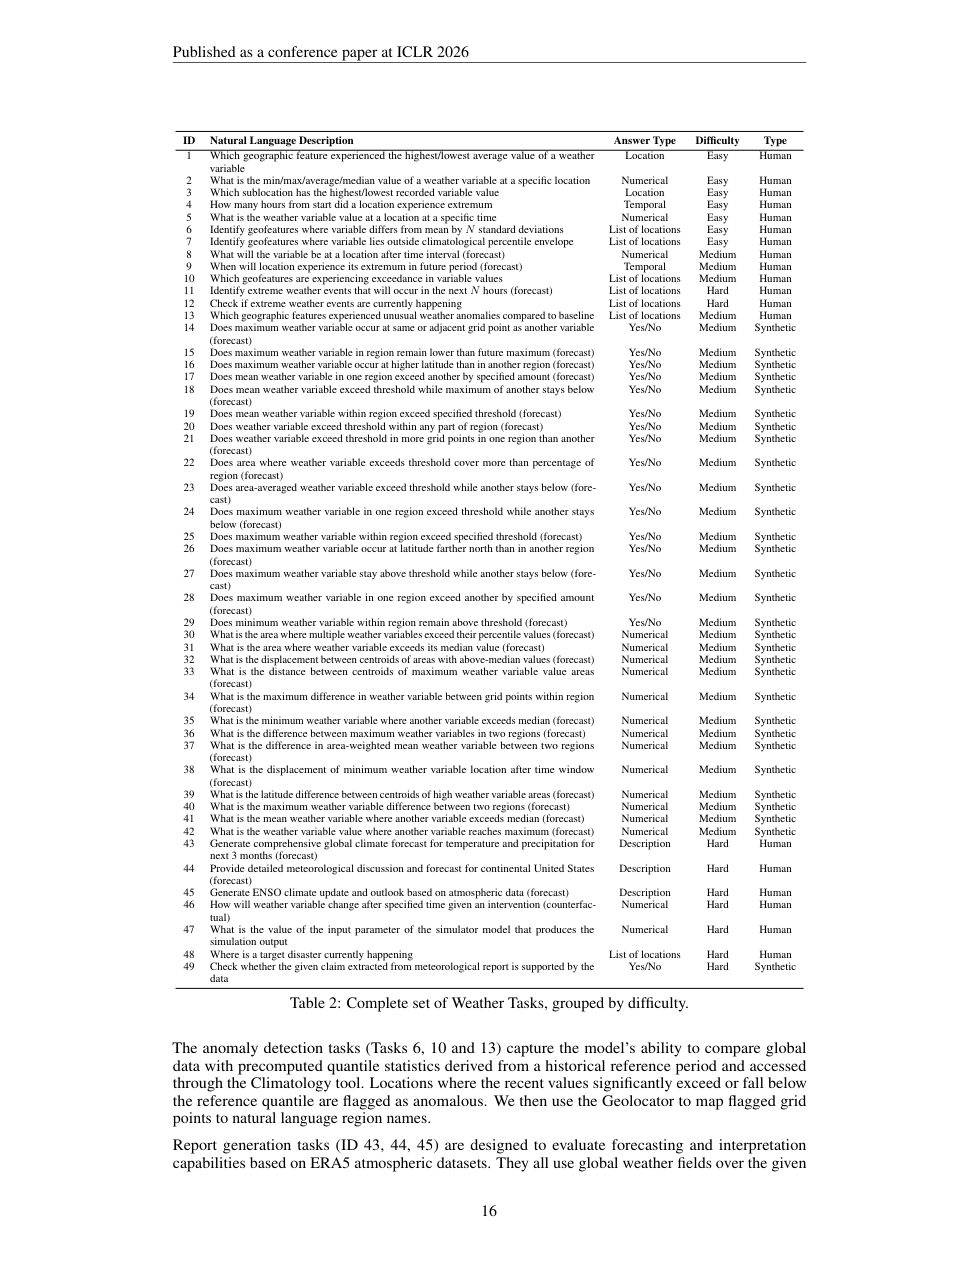 Published as a conference paper at ICLR 2026
ID Natural Language Description Answer Type Difficulty Type
1 Which geographic feature experienced the highest/lowest average value of a weather Location Easy Human
variable
2 What is the min/max/average/median value of a weather variable at a specific location Numerical Easy Human
3 Which sublocation has the highest/lowest recorded variable value Location Easy Human
4 How many hours from start did a location experience extremum Temporal Easy Human
5 What is the weather variable value at a location at a specific time Numerical Easy Human
6 Identify geofeatures where variable differs from mean by N standard deviations List of locations Easy Human
7 Identify geofeatures where variable lies outside climatological percentile envelope List of locations Easy Human
8 What will the variable be at a location after time interval (forecast) Numerical Medium Human
9 When will location experience its extremum in future period (forecast) Temporal Medium Human
10 Which geofeatures are experiencing exceedance in variable values List of locations Medium Human
11 Identify extreme weather events that will occur in the next N hours (forecast) List of locations Hard Human
12 Check if extreme weather events are currently happening List of locations Hard Human
13 Which geographic features experienced unusual weather anomalies compared to baseline List of locations Medium Human
14 Does maximum weather variable occur at same or adjacent grid point as another variable Yes/No Medium Synthetic
(forecast)
15 Does maximum weather variable in region remain lower than future maximum (forecast) Yes/No Medium Synthetic
16 Does maximum weather variable occur at higher latitude than in another region (forecast) Yes/No Medium Synthetic
17 Does mean weather variable in one region exceed another by specified amount (forecast) Yes/No Medium Synthetic
18 Does mean weather variable exceed threshold while maximum of another stays below Yes/No Medium Synthetic
(forecast)
19 Does mean weather variable within region exceed specified threshold (forecast) Yes/No Medium Synthetic
20 Does weather variable exceed threshold within any part of region (forecast) Yes/No Medium Synthetic
21 Does weather variable exceed threshold in more grid points in one region than another Yes/No Medium Synthetic
(forecast)
22 Does area where weather variable exceeds threshold cover more than percentage of Yes/No Medium Synthetic
region (forecast)
23 Does area-averaged weather variable exceed threshold while another stays below (fore- Yes/No Medium Synthetic
cast)
24 Does maximum weather variable in one region exceed threshold while another stays Yes/No Medium Synthetic
below (forecast)
25 Does maximum weather variable within region exceed specified threshold (forecast) Yes/No Medium Synthetic
26 Does maximum weather variable occur at latitude farther north than in another region Yes/No Medium Synthetic
(forecast)
27 Does maximum weather variable stay above threshold while another stays below (fore- Yes/No Medium Synthetic
cast)
28 Does maximum weather variable in one region exceed another by specified amount Yes/No Medium Synthetic
(forecast)
29 Does minimum weather variable within region remain above threshold (forecast) Yes/No Medium Synthetic
30 What is the area where multiple weather variables exceed their percentile values (forecast) Numerical Medium Synthetic
31 What is the area where weather variable exceeds its median value (forecast) Numerical Medium Synthetic
32 What is the displacement between centroids of areas with above-median values (forecast) Numerical Medium Synthetic
33 What is the distance between centroids of maximum weather variable value areas Numerical Medium Synthetic
(forecast)
34 What is the maximum difference in weather variable between grid points within region Numerical Medium Synthetic
(forecast)
35 What is the minimum weather variable where another variable exceeds median (forecast) Numerical Medium Synthetic
36 What is the difference between maximum weather variables in two regions (forecast) Numerical Medium Synthetic
37 What is the difference in area-weighted mean weather variable between two regions Numerical Medium Synthetic
(forecast)
38 What is the displacement of minimum weather variable location after time window Numerical Medium Synthetic
(forecast)
39 What is the latitude difference between centroids of high weather variable areas (forecast) Numerical Medium Synthetic
40 What is the maximum weather variable difference between two regions (forecast) Numerical Medium Synthetic
41 What is the mean weather variable where another variable exceeds median (forecast) Numerical Medium Synthetic
42 What is the weather variable value where another variable reaches maximum (forecast) Numerical Medium Synthetic
43 Generate comprehensive global climate forecast for temperature and precipitation for Description Hard Human
next 3 months (forecast)
44 Provide detailed meteorological discussion and forecast for continental United States Description Hard Human
(forecast)
45 Generate ENSO climate update and outlook based on atmospheric data (forecast) Description Hard Human
46 How will weather variable change after specified time given an intervention (counterfac- Numerical Hard Human
tual)
47 What is the value of the input parameter of the simulator model that produces the Numerical Hard Human
simulation output
48 Where is a target disaster currently happening List of locations Hard Human
49 Check whether the given claim extracted from meteorological report is supported by the Yes/No Hard Synthetic
data
Table 2: Complete set of Weather Tasks, grouped by difficulty.
The anomaly detection tasks (Tasks 6, 10 and 13) capture the model's ability to compare global
data with precomputed quantile statistics derived from a historical reference period and accessed
through the Climatology tool. Locations where the recent values significantly exceed or fall below
the reference quantile are flagged as anomalous. We then use the Geolocator to map flagged grid
points to natural language region names.
Report generation tasks (ID 43, 44, 45) are designed to evaluate forecasting and interpretation
capabilities based on ERA5 atmospheric datasets. They all use global weather fields over the given
16